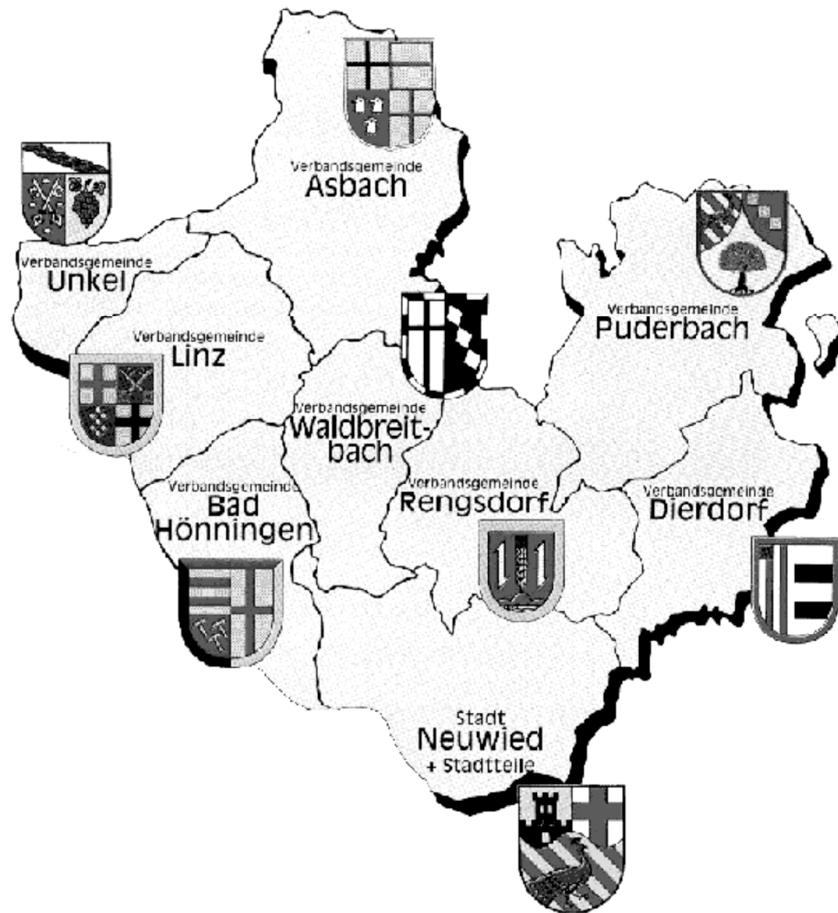 Verbandsgemeinde
Asbach
Verbandsgemeinde
Unkel
Verbandsgemeinde
Linz
Verbandsgemeinde
Puderbach
Verbandsgemeinde
Waldbreit-
bach
Verbandsgemeinde
Bad
Hönningen
Verbandsgemeinde
Rengsdorf
Verbandsgemeinde
Dierdorf
Stadt
Neuwied
+ Stadtteile